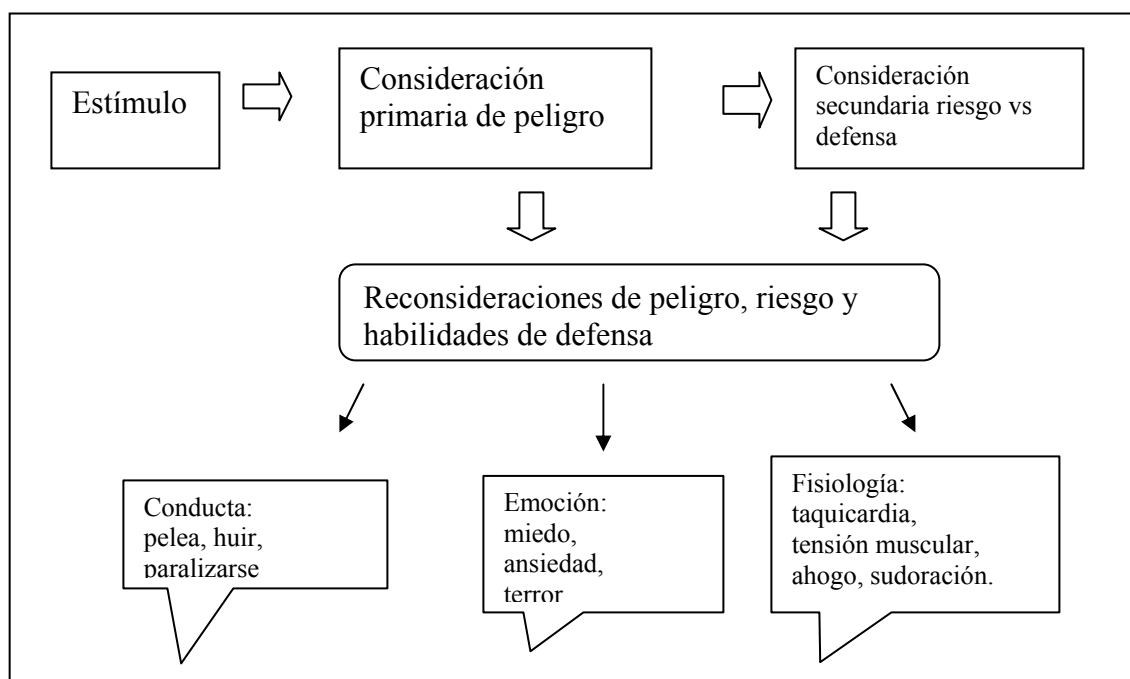 Estímulo
Consideración
primaria de peligro
Consideración
secundaria riesgo vs
defensa
Reconsideraciones de peligro, riesgo y
habilidades de defensa
Conducta:
pelea, huir,
paralizarse
Emoción:
miedo,
ansiedad,
terror
Fisiología:
taquicardia,
tensión muscular,
ahogo, sudoración.